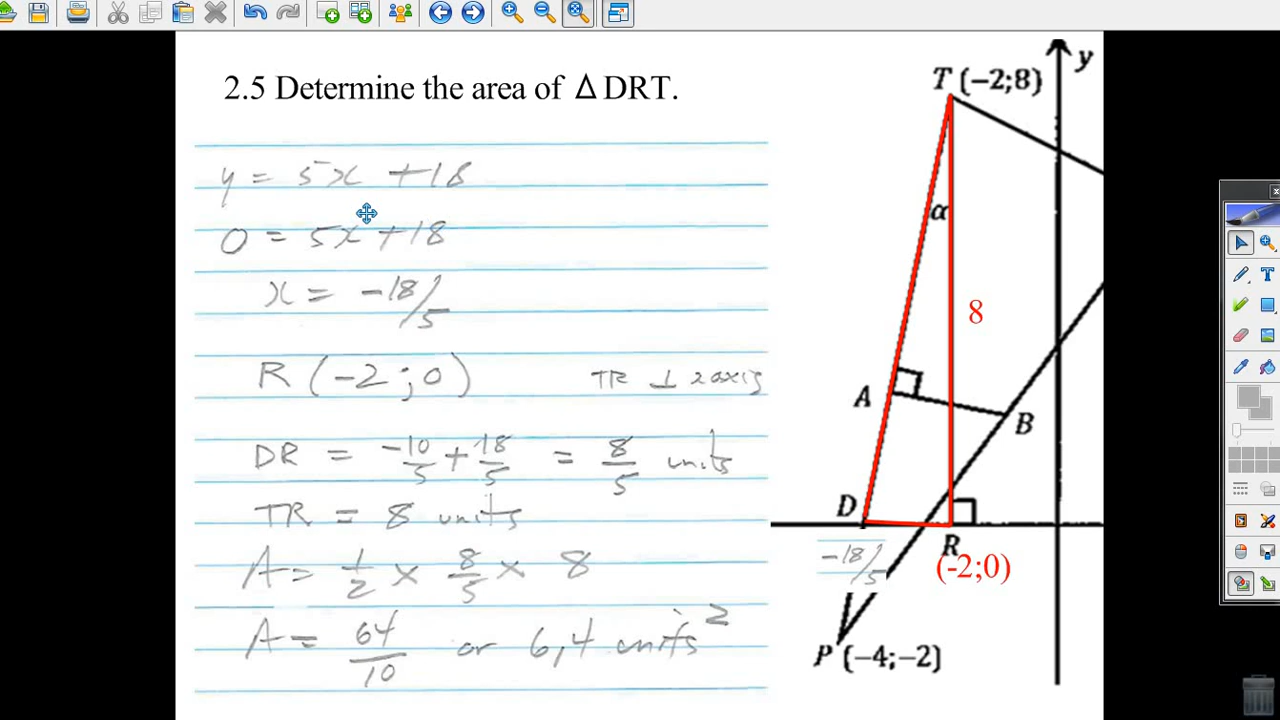 2.5 Determine the area of ΔDRT.
y = 5x + 18
0 = 5x + 18
x = -18/5
R (-2 ; 0) TR ⊥ x axis
DR = -10/5 + 18/5 = 8/5 units
TR = 8 units
A = 1/2 × 8/5 × 8
A = 64/10 or 6,4 units²
y
T (-2;8)
α
8
A
B
D
R
-18/5
(-2;0)
P (-4;-2)
T